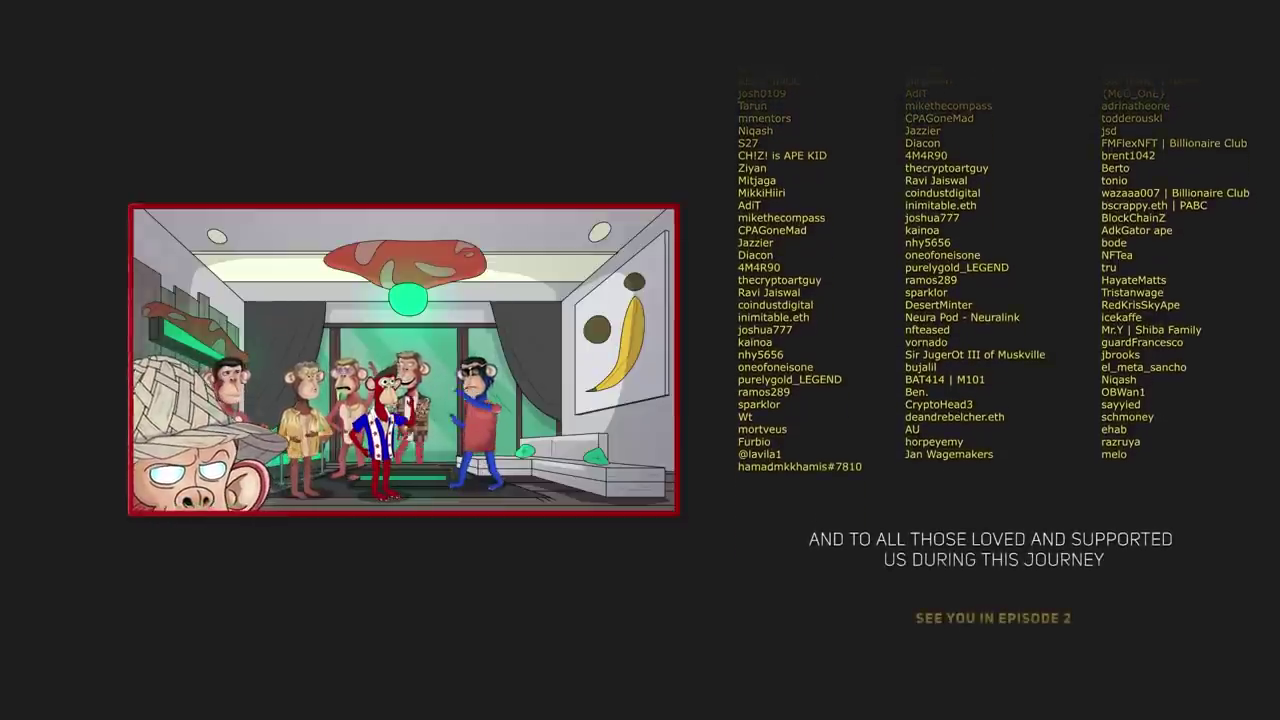 josh0109
Tarun
mmentors
Niqash
S27
CH!Z! is APE KID
Ziyan
Mitjaga
MikkiHiiri
AdiT
mikethecompass
CPAGoneMad
Jazzier
Diacon
4M4R90
thecryptoartguy
Ravi Jaiswal
coindustdigital
inimitable.eth
joshua777
kainoa
nhy5656
oneofoneisone
purelygold_LEGEND
ramos289
sparklor
Wt
mortveus
Furbio
@lavila1
hamadmkkhamis#7810
AdiT
mikethecompass
CPAGoneMad
Jazzier
Diacon
4M4R90
thecryptoartguy
Ravi Jaiswal
coindustdigital
inimitable.eth
joshua777
kainoa
nhy5656
oneofoneisone
purelygold_LEGEND
ramos289
sparklor
DesertMinter
Neura Pod - Neuralink
nfteased
vornado
Sir JugerOt III of Muskville
bujalil
BAT414 | M101
Ben.
CryptoHead3
deandrebelcher.eth
AU
horpeyemy
Jan Wagemakers
{MeO_OnE}
adrinatheone
todderouski
jsd
FMFlexNFT | Billionaire Club
brent1042
Berto
tonio
wazaaa007 | Billionaire Club
bscrappy.eth | PABC
BlockChainZ
AdkGator ape
bode
NFTea
tru
HayateMatts
Tristanwage
RedKrisSkyApe
icekaffe
Mr.Y | Shiba Family
guardFrancesco
jbrooks
el_meta_sancho
Niqash
OBWan1
sayyied
schmoney
ehab
razruya
melo
AND TO ALL THOSE LOVED AND SUPPORTED
US DURING THIS JOURNEY
SEE YOU IN EPISODE 2